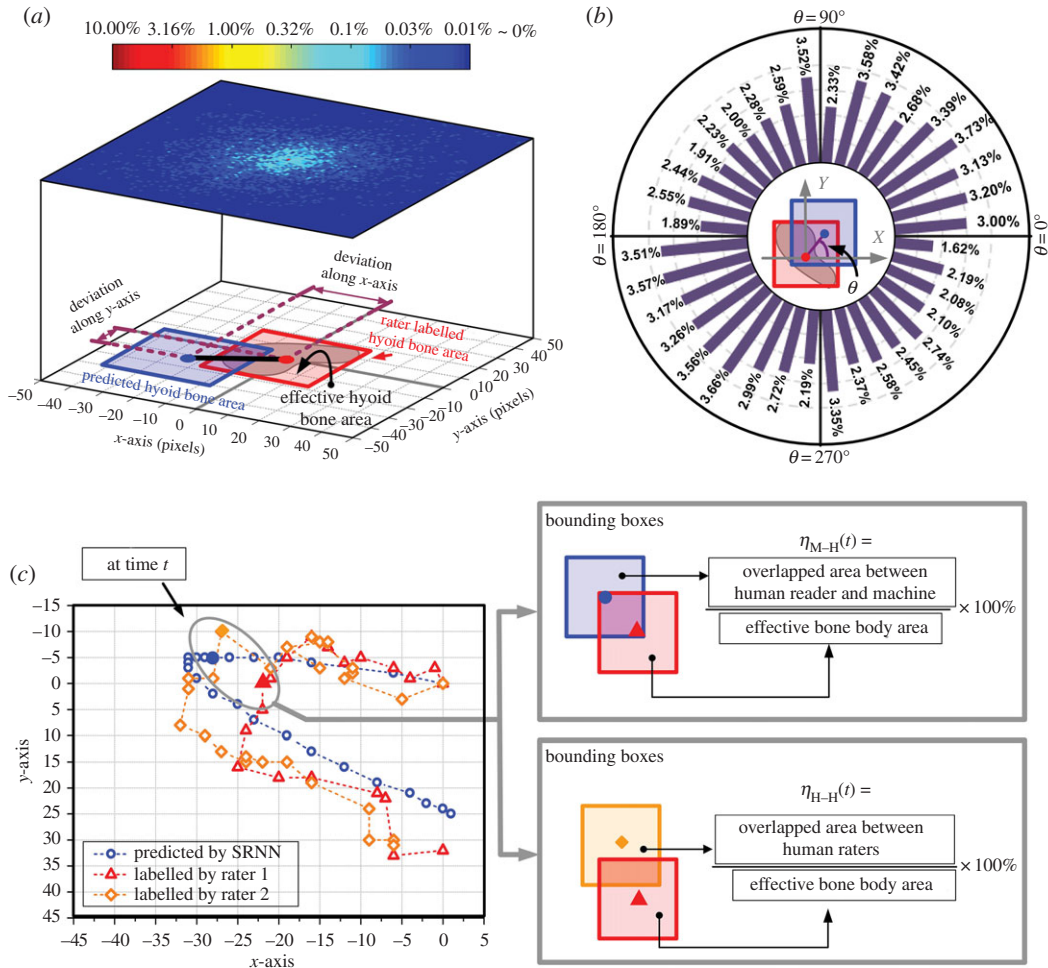 (a)
10.00% 3.16% 1.00% 0.32% 0.1% 0.03% 0.01% ~ 0%
deviation
along x-axis
deviation
along y-axis
rater labelled
hyoid bone area
predicted hyoid bone area
effective hyoid
bone area
–50
–40
–30
–20
–10
0
10
20
30
40
50
x-axis (pixels)
–50
–40
–30
–20
–10
0
10
20
30
40
50
y-axis (pixels)
(b)
θ = 90°
θ = 0°
θ = 180°
θ = 270°
3.00%
3.20%
3.13%
3.73%
3.39%
2.68%
3.42%
3.58%
2.33%
3.52%
2.59%
2.28%
2.00%
2.23%
1.91%
2.44%
2.55%
1.89%
3.51%
3.57%
3.17%
3.26%
3.56%
3.66%
2.99%
2.72%
2.19%
3.35%
2.37%
2.58%
2.45%
2.74%
2.10%
2.08%
2.19%
1.62%
Y
X
θ
(c)
at time t
–15
–10
–5
0
5
10
15
20
25
30
35
40
45
y-axis
–45 –40 –35 –30 –25 –20 –15 –10 –5 0 5
x-axis
predicted by SRNN
labelled by rater 1
labelled by rater 2
bounding boxes
ηM–H(t) =
overlapped area between
human reader and machine
× 100%
effective bone body area
bounding boxes
ηH–H(t) =
overlapped area between
human raters
× 100%
effective bone body area